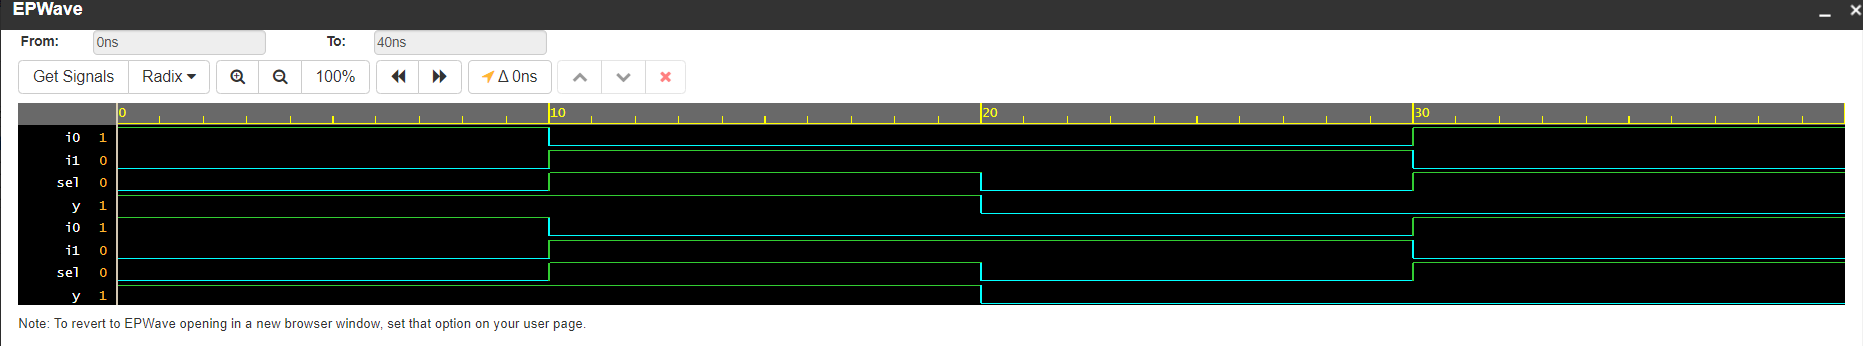 EPWave
From: 0ns To: 40ns
Get Signals Radix 100% Δ 0ns
0 10 20 30
i0 1
i1 0
sel 0
y 1
i0 1
i1 0
sel 0
y 1
Note: To revert to EPWave opening in a new browser window, set that option on your user page.